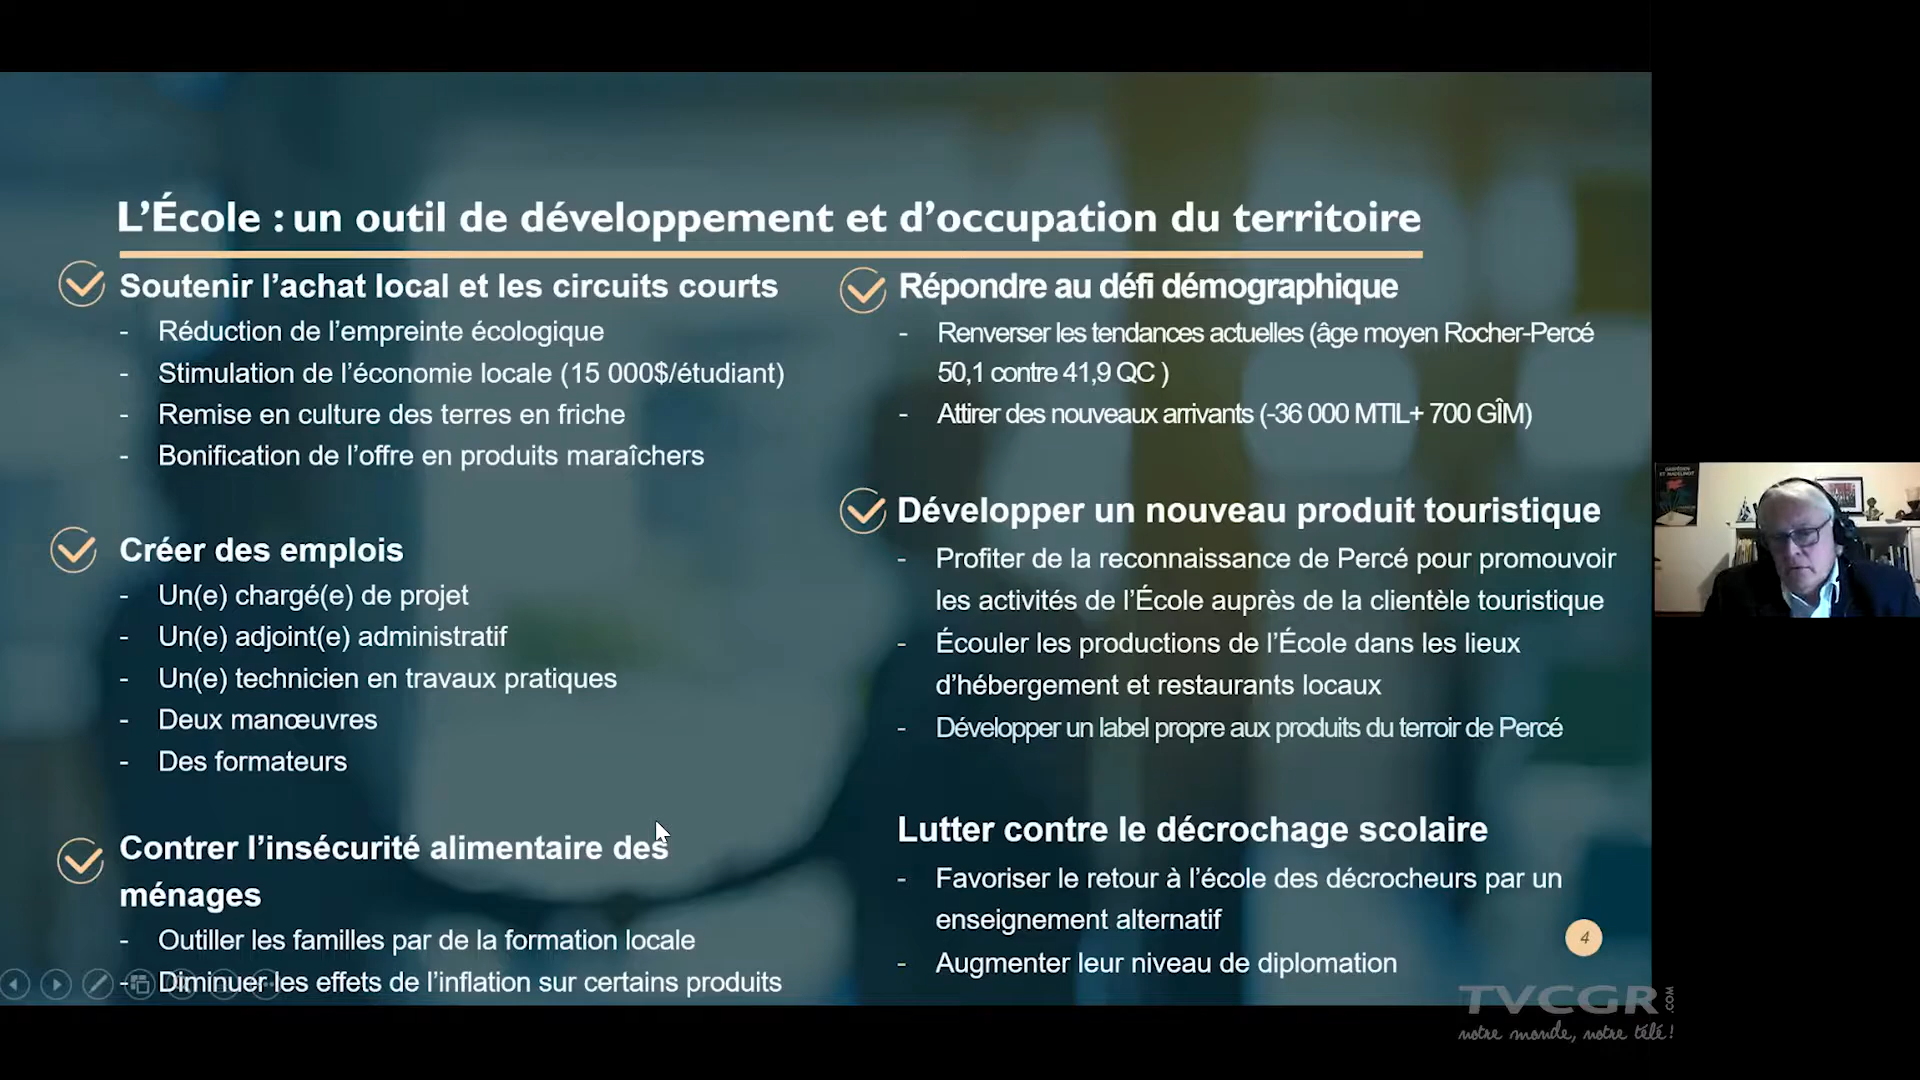 L’École : un outil de développement et d’occupation du territoire
Soutenir l’achat local et les circuits courts
- Réduction de l’empreinte écologique
- Stimulation de l’économie locale (15 000$/étudiant)
- Remise en culture des terres en friche
- Bonification de l’offre en produits maraîchers
Créer des emplois
- Un(e) chargé(e) de projet
- Un(e) adjoint(e) administratif
- Un(e) technicien en travaux pratiques
- Deux manœuvres
- Des formateurs
Contrer l’insécurité alimentaire des
ménages
- Outiller les familles par de la formation locale
- Diminuer les effets de l’inflation sur certains produits
Répondre au défi démographique
- Renverser les tendances actuelles (âge moyen Rocher-Percé
50,1 contre 41,9 QC )
- Attirer des nouveaux arrivants (-36 000 MTIL+ 700 GÎM)
Développer un nouveau produit touristique
- Profiter de la reconnaissance de Percé pour promouvoir
les activités de l’École auprès de la clientèle touristique
- Écouler les productions de l’École dans les lieux
d’hébergement et restaurants locaux
- Développer un label propre aux produits du terroir de Percé
Lutter contre le décrochage scolaire
- Favoriser le retour à l’école des décrocheurs par un
enseignement alternatif
- Augmenter leur niveau de diplomation
4
GASPÉSIEN
ET MADELINOT
TVCGR.COM
notre monde, notre télé !